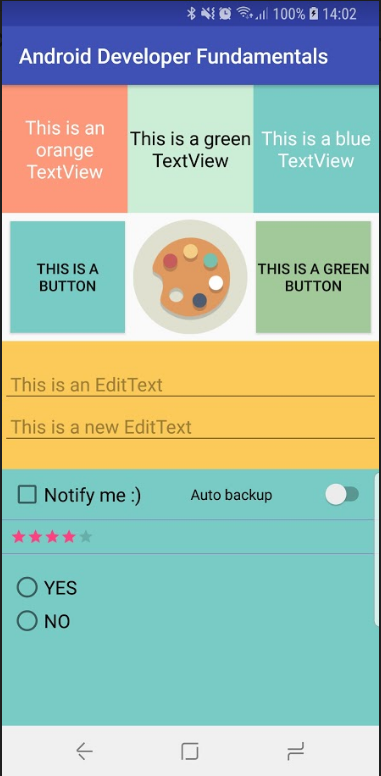 100% 14:02
Android Developer Fundamentals
This is an
orange
TextView
This is a green
TextView
This is a blue
TextView
THIS IS A
BUTTON
THIS IS A GREEN
BUTTON
This is an EditText
This is a new EditText
Notify me :)
Auto backup
YES
NO